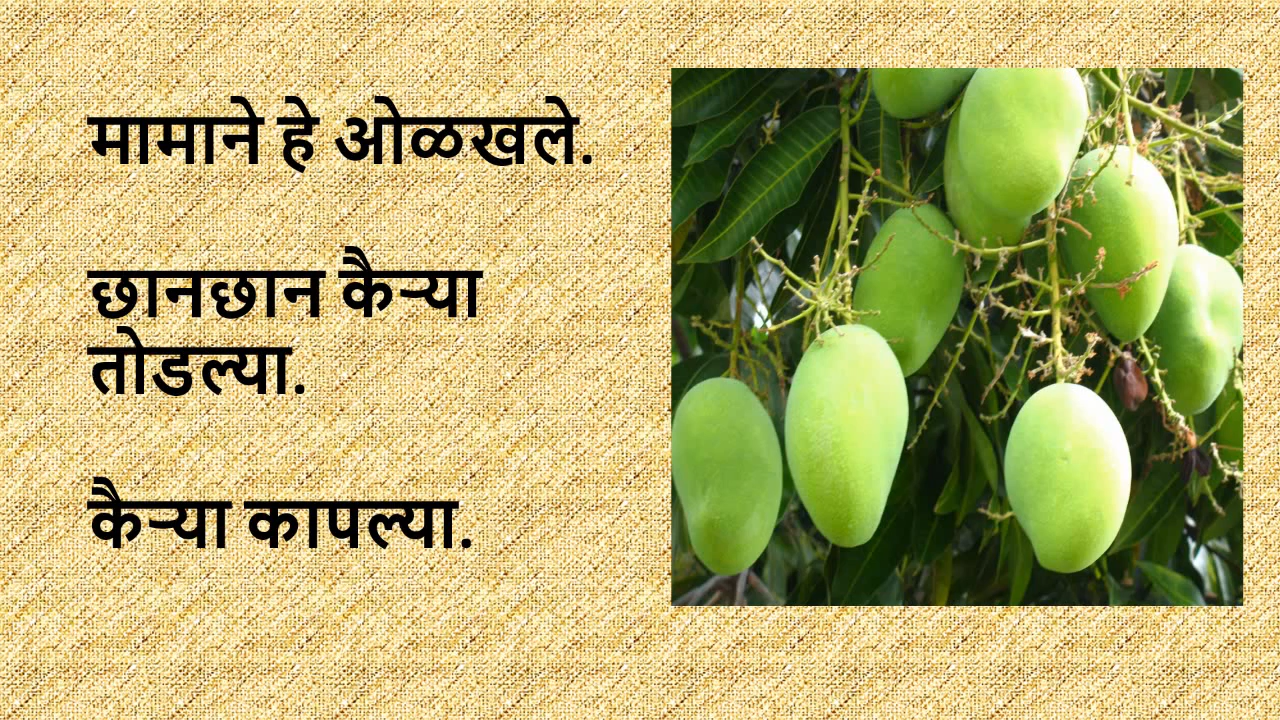 मामाने हे ओळखले.
छानछान कैऱ्या
तोडल्या.
कैऱ्या कापल्या.